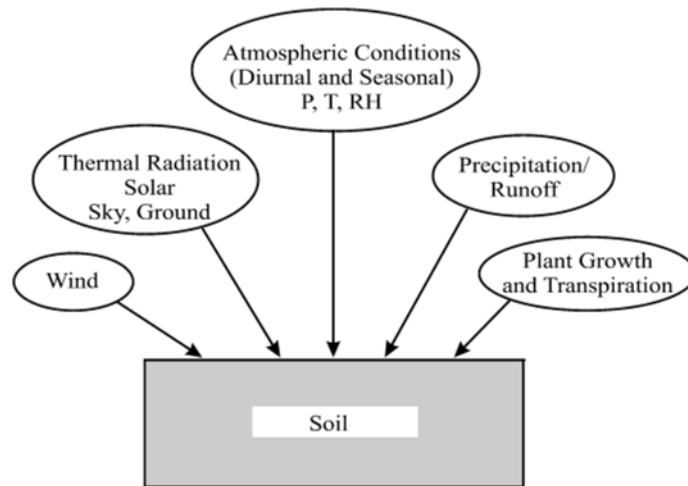 Atmospheric Conditions
(Diurnal and Seasonal)
P, T, RH
Thermal Radiation
Solar
Sky, Ground
Precipitation/
Runoff
Wind
Plant Growth
and Transpiration
Soil